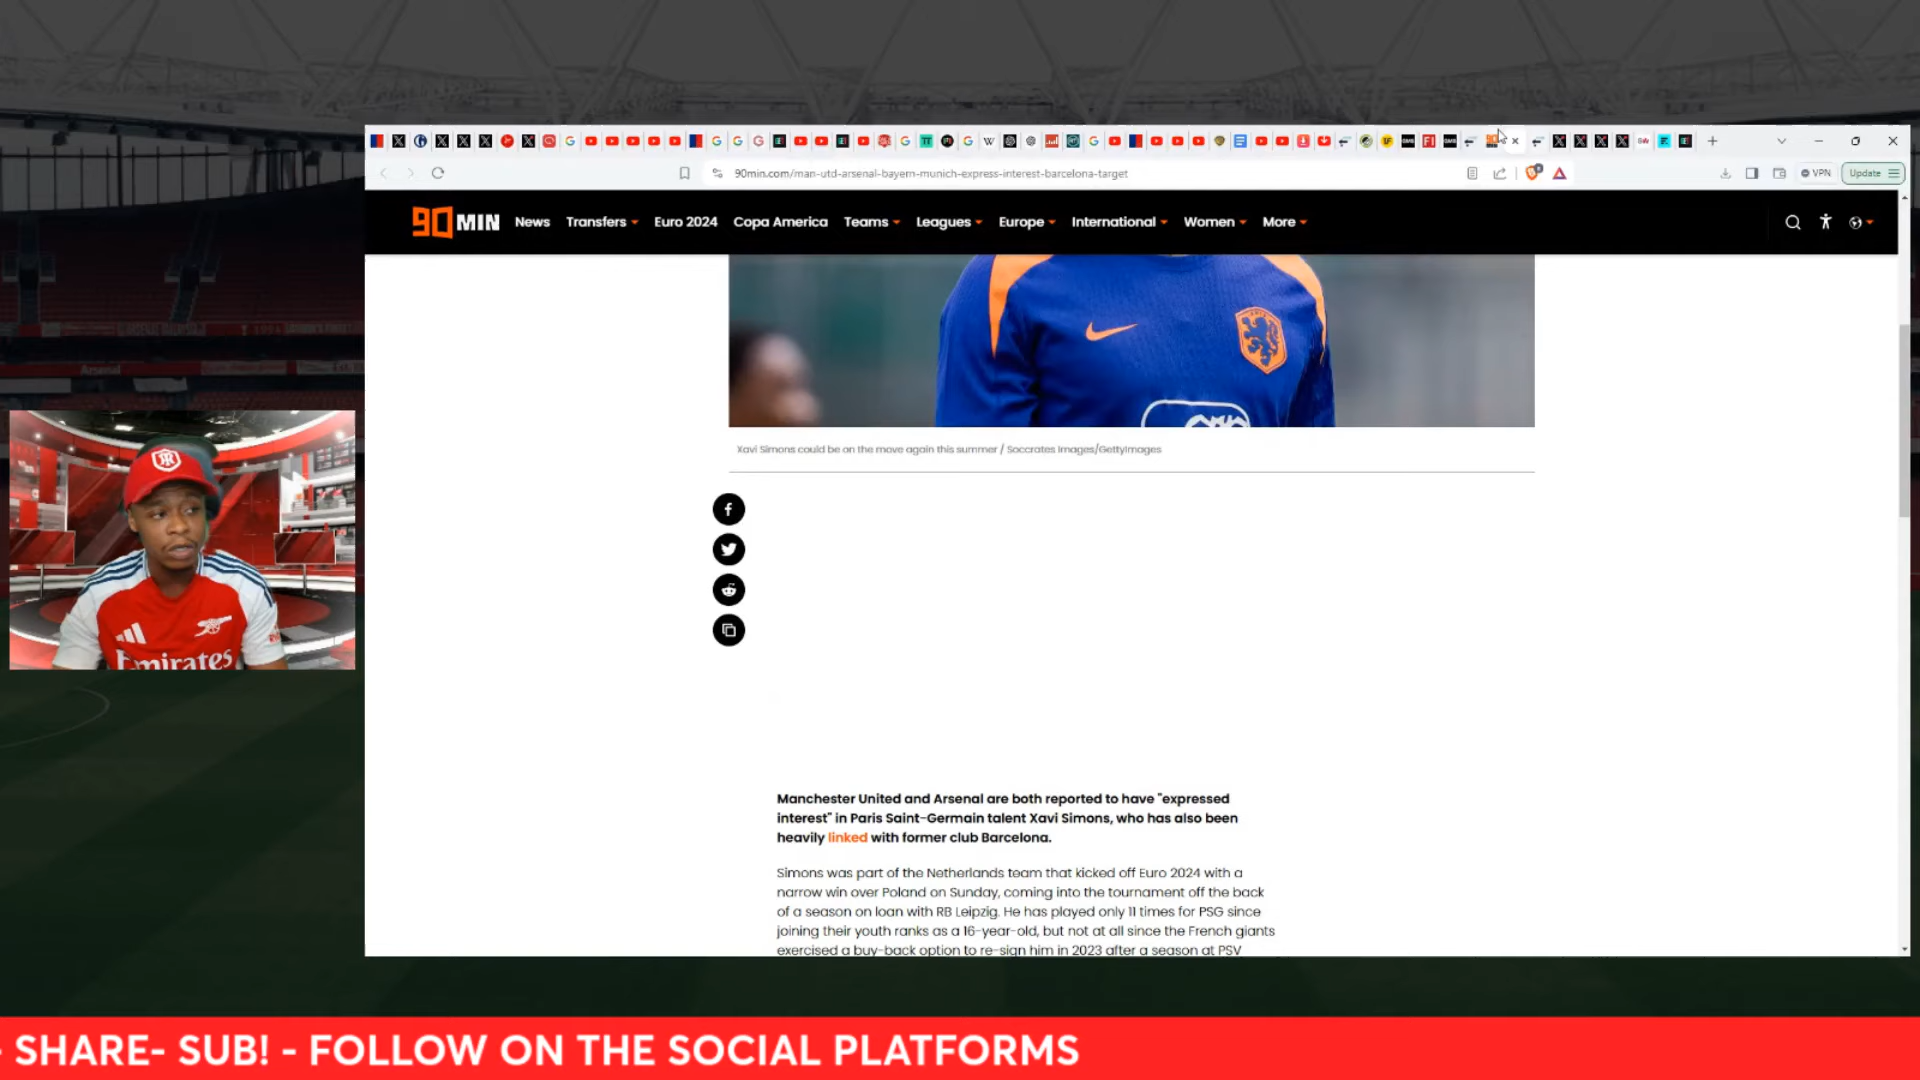 90min.com/man-utd-arsenal-bayern-munich-express-interest-barcelona-target
VPN
Update
90MIN
News
Transfers
Euro 2024
Copa America
Teams
Leagues
Europe
International
Women
More
Xavi Simons could be on the move again this summer / Soccrates Images/GettyImages
Manchester United and Arsenal are both reported to have "expressed
interest" in Paris Saint-Germain talent Xavi Simons, who has also been
heavily linked with former club Barcelona.
Simons was part of the Netherlands team that kicked off Euro 2024 with a
narrow win over Poland on Sunday, coming into the tournament off the back
of a season on loan with RB Leipzig. He has played only 11 times for PSG since
joining their youth ranks as a 16-year-old, but not at all since the French giants
exercised a buy-back option to re-sign him in 2023 after a season at PSV
Arsenal
Emirates
- SHARE- SUB! - FOLLOW ON THE SOCIAL PLATFORMS